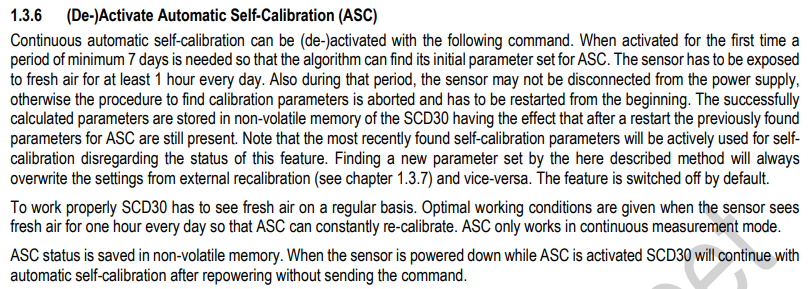 1.3.6 (De-)Activate Automatic Self-Calibration (ASC)
Continuous automatic self-calibration can be (de-)activated with the following command. When activated for the first time a
period of minimum 7 days is needed so that the algorithm can find its initial parameter set for ASC. The sensor has to be exposed
to fresh air for at least 1 hour every day. Also during that period, the sensor may not be disconnected from the power supply,
otherwise the procedure to find calibration parameters is aborted and has to be restarted from the beginning. The successfully
calculated parameters are stored in non-volatile memory of the SCD30 having the effect that after a restart the previously found
parameters for ASC are still present. Note that the most recently found self-calibration parameters will be actively used for self-
calibration disregarding the status of this feature. Finding a new parameter set by the here described method will always
overwrite the settings from external recalibration (see chapter 1.3.7) and vice-versa. The feature is switched off by default.
To work properly SCD30 has to see fresh air on a regular basis. Optimal working conditions are given when the sensor sees
fresh air for one hour every day so that ASC can constantly re-calibrate. ASC only works in continuous measurement mode.
ASC status is saved in non-volatile memory. When the sensor is powered down while ASC is activated SCD30 will continue with
automatic self-calibration after repowering without sending the command.